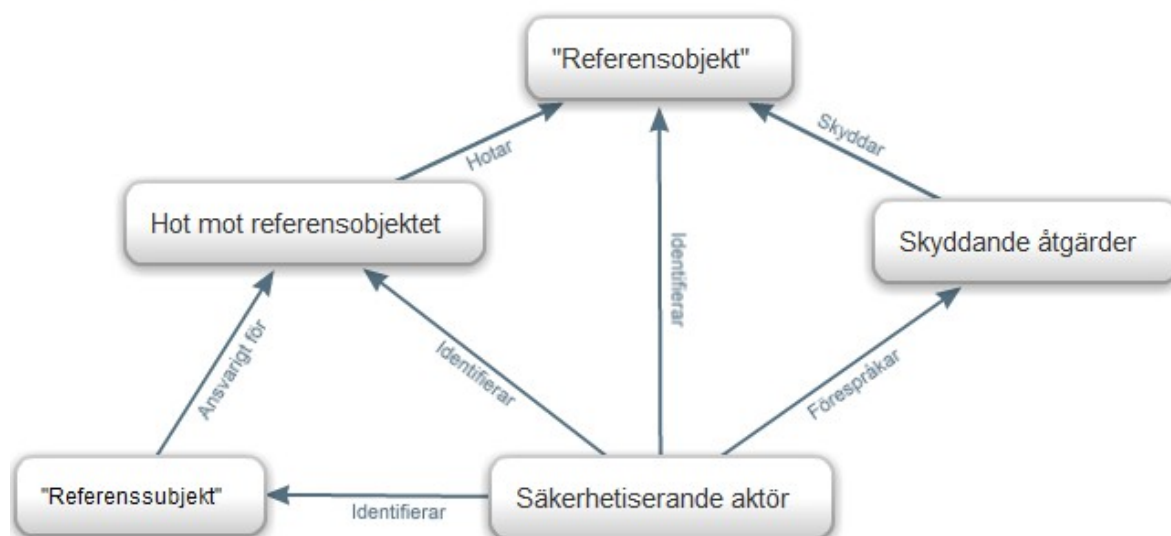 "Referensobjekt"
Hotar
Skyddar
Hot mot referensobjektet
Identifierar
Skyddande åtgärder
Ansvarigt för
Identifierar
Förespråkar
"Referenssubjekt"
Identifierar
Säkerhetiserande aktör